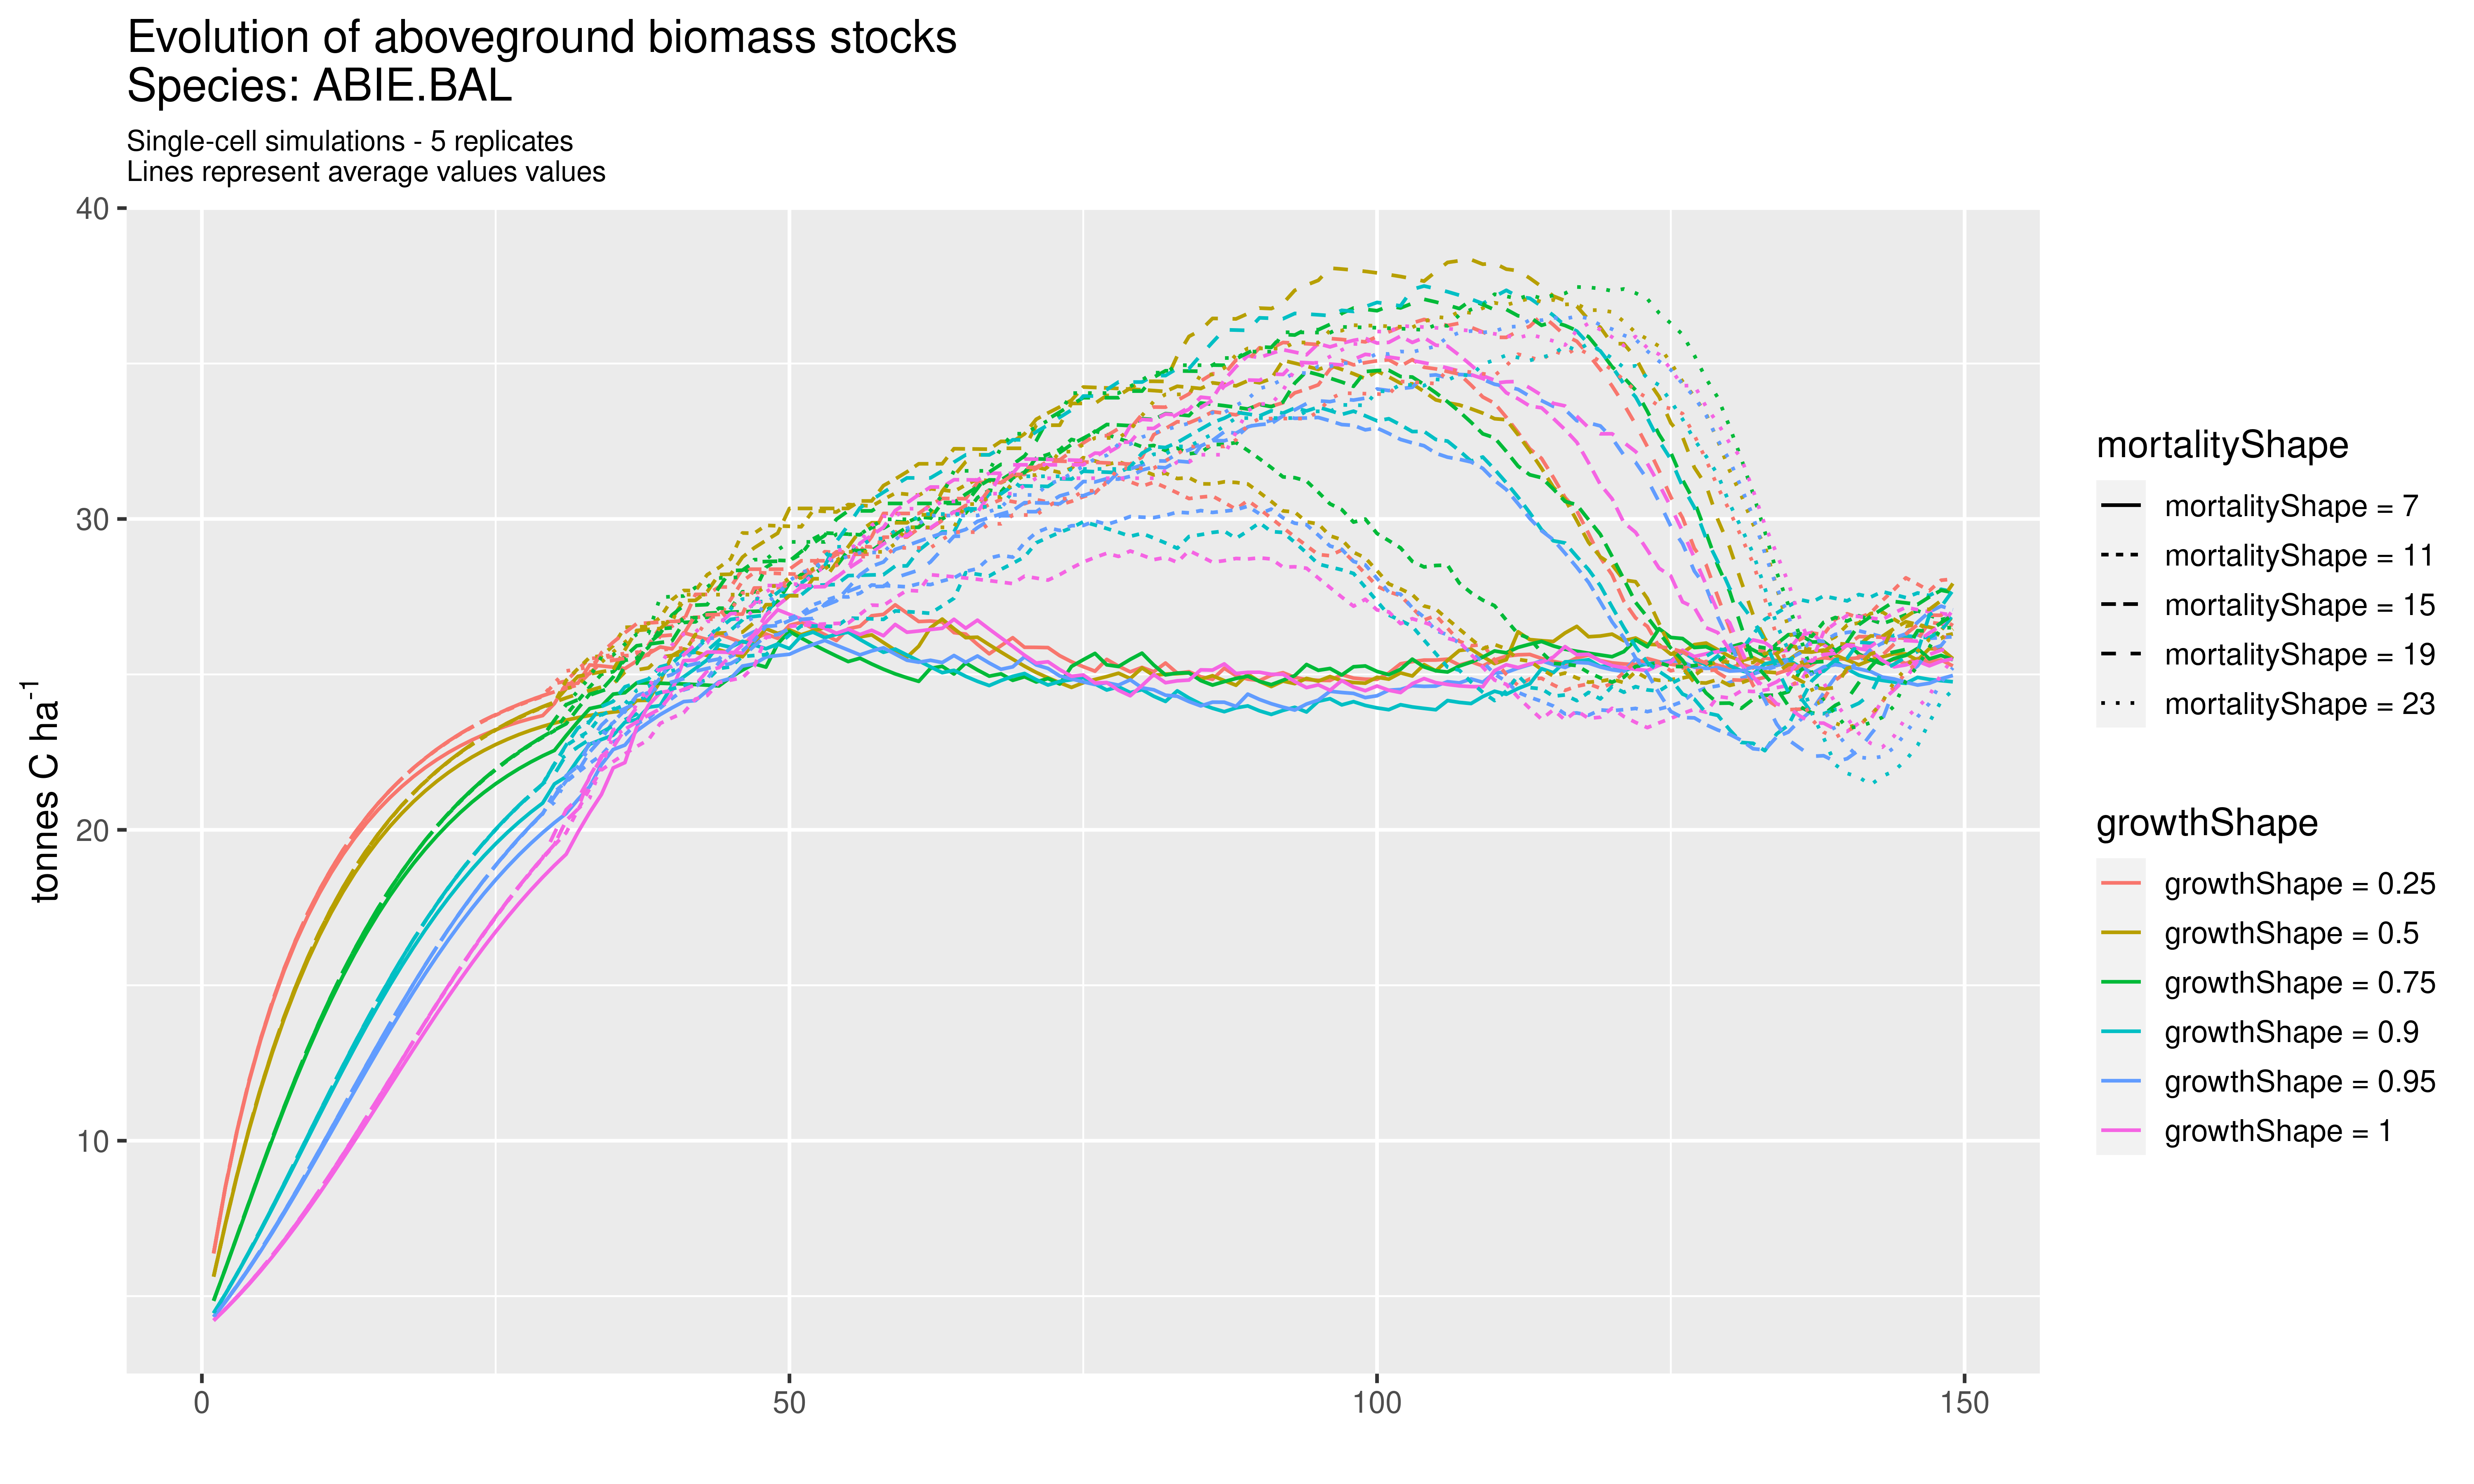 Evolution of aboveground biomass stocks
Species: ABIE.BAL
Single-cell simulations - 5 replicates
Lines represent average values values
tonnes C ha-1
40
30
20
10
0
50
100
150
mortalityShape
mortalityShape = 7
mortalityShape = 11
mortalityShape = 15
mortalityShape = 19
mortalityShape = 23
growthShape
growthShape = 0.25
growthShape = 0.5
growthShape = 0.75
growthShape = 0.9
growthShape = 0.95
growthShape = 1